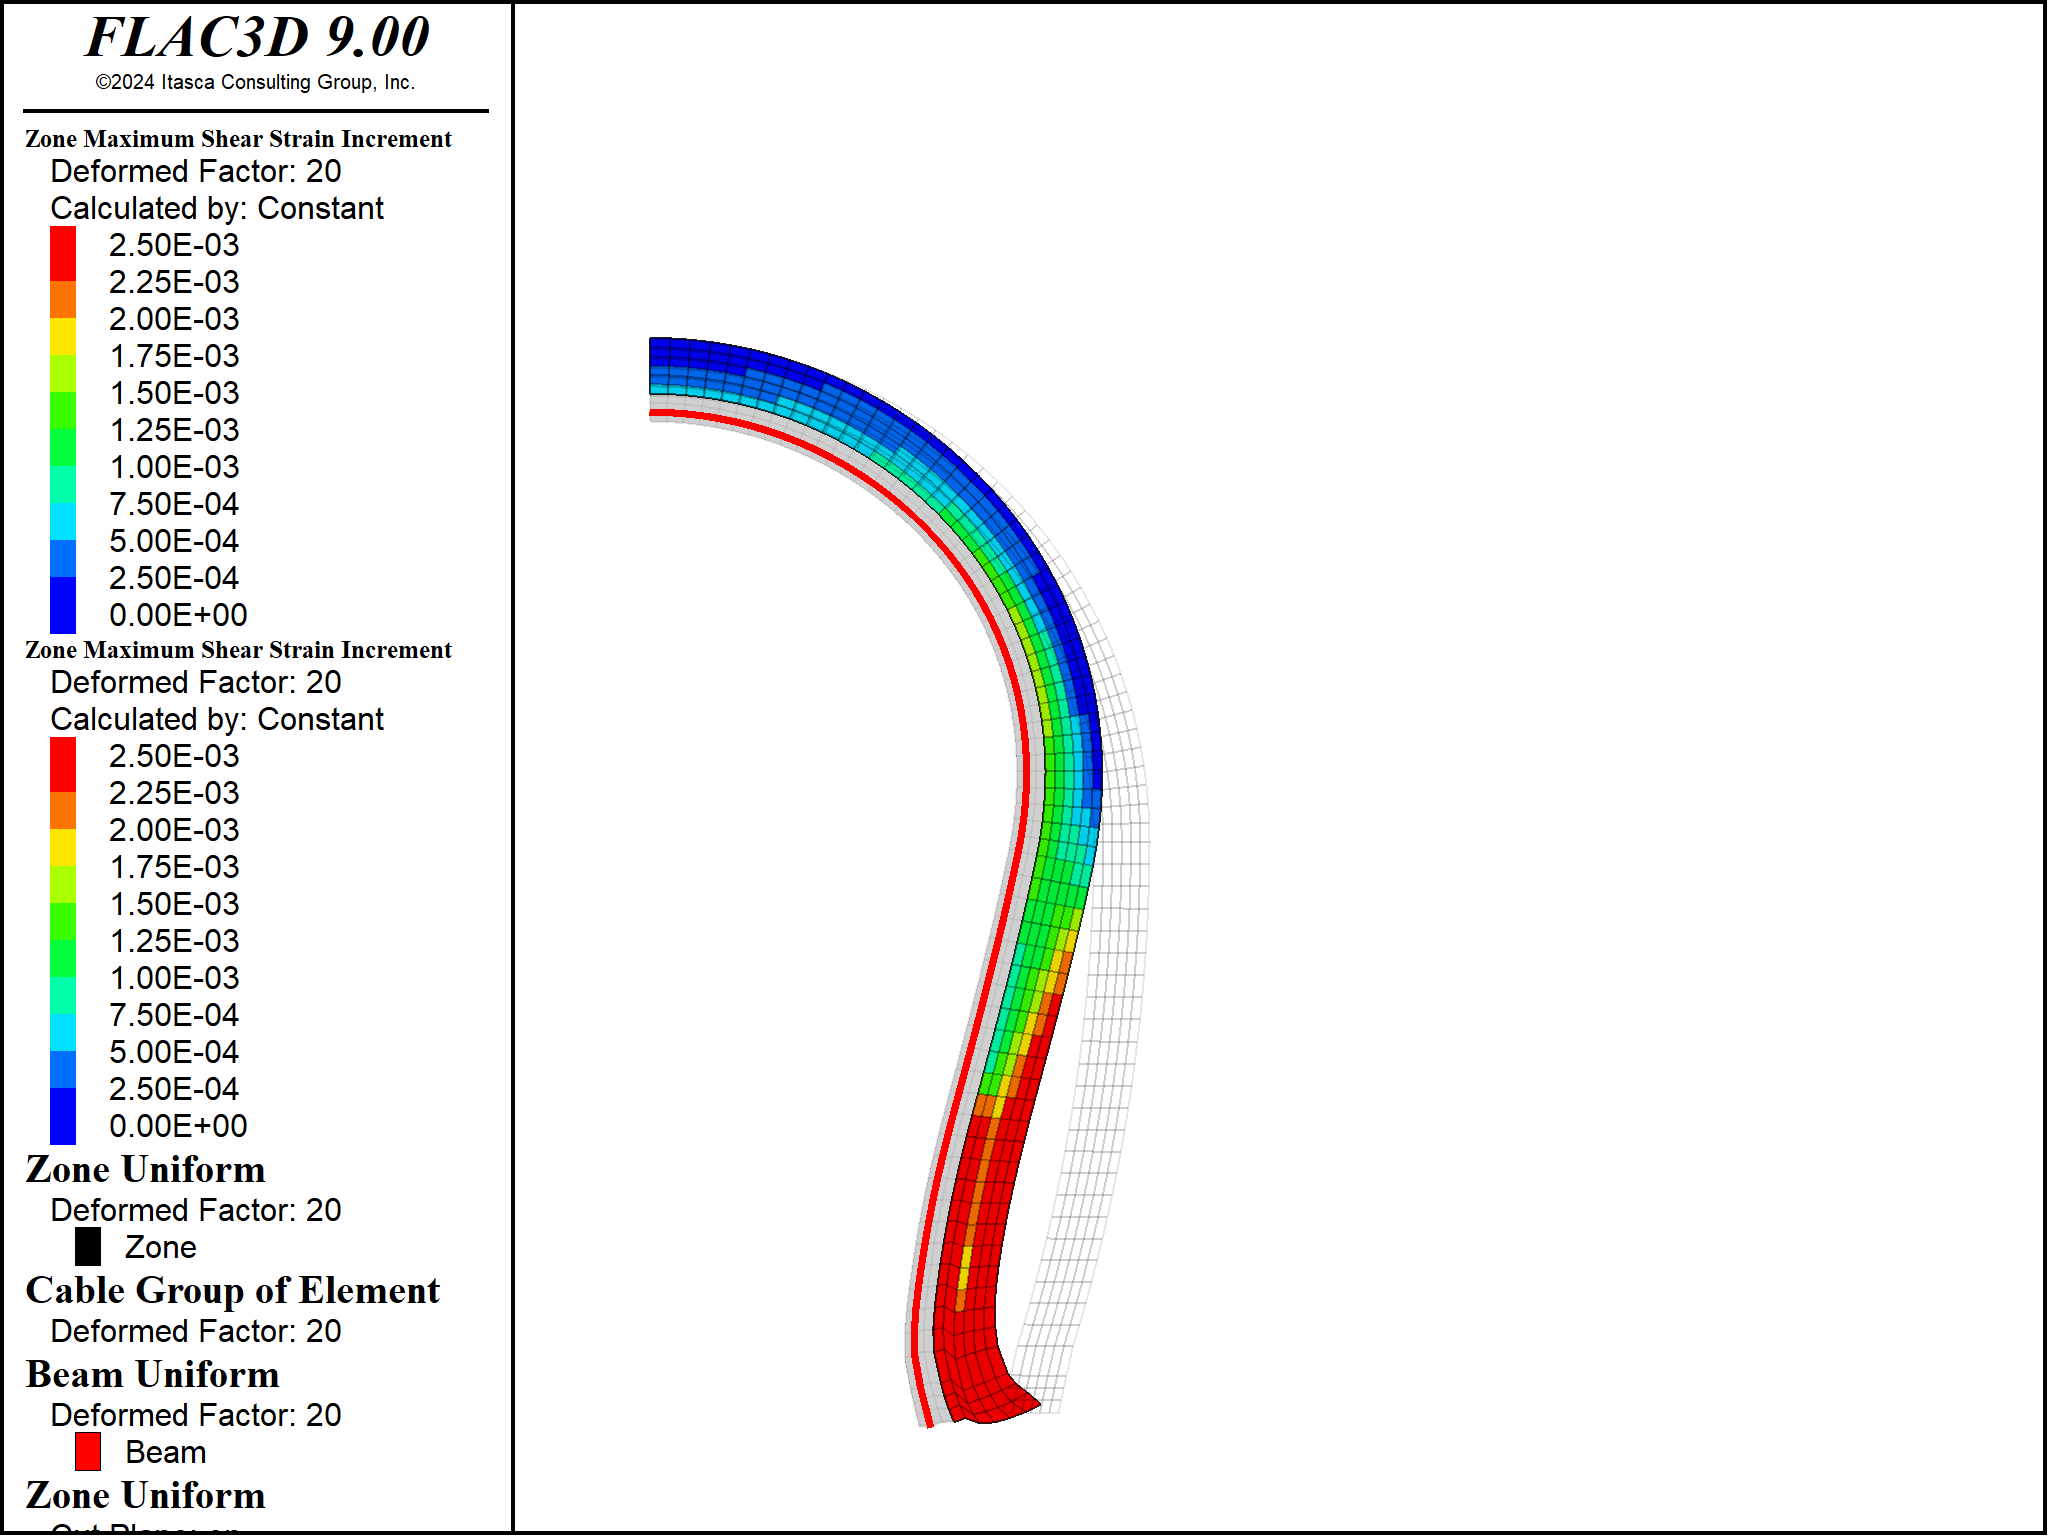 FLAC3D 9.00
©2024 Itasca Consulting Group, Inc.
Zone Maximum Shear Strain Increment
Deformed Factor: 20
Calculated by: Constant
2.50E-03
2.25E-03
2.00E-03
1.75E-03
1.50E-03
1.25E-03
1.00E-03
7.50E-04
5.00E-04
2.50E-04
0.00E+00
Zone Maximum Shear Strain Increment
Deformed Factor: 20
Calculated by: Constant
2.50E-03
2.25E-03
2.00E-03
1.75E-03
1.50E-03
1.25E-03
1.00E-03
7.50E-04
5.00E-04
2.50E-04
0.00E+00
Zone Uniform
Deformed Factor: 20
Zone
Cable Group of Element
Deformed Factor: 20
Beam Uniform
Deformed Factor: 20
Beam
Zone Uniform